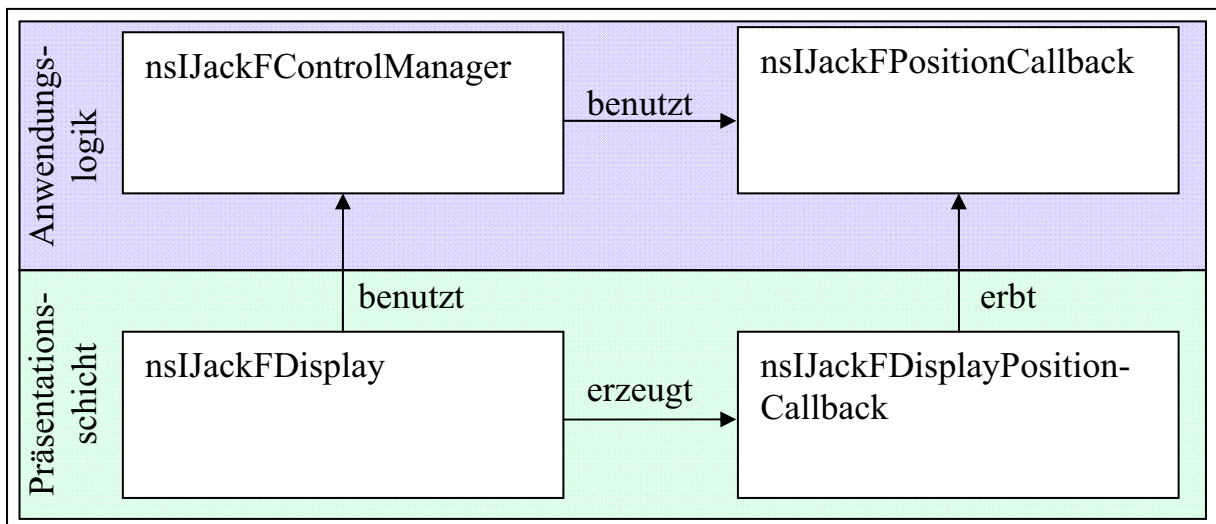 Anwendungs-
logik
nsIJackFControlManager
benutzt
nsIJackFPositionCallback
benutzt
erbt
Präsentations-
schicht
nsIJackFDisplay
erzeugt
nsIJackFDisplayPosition-
Callback